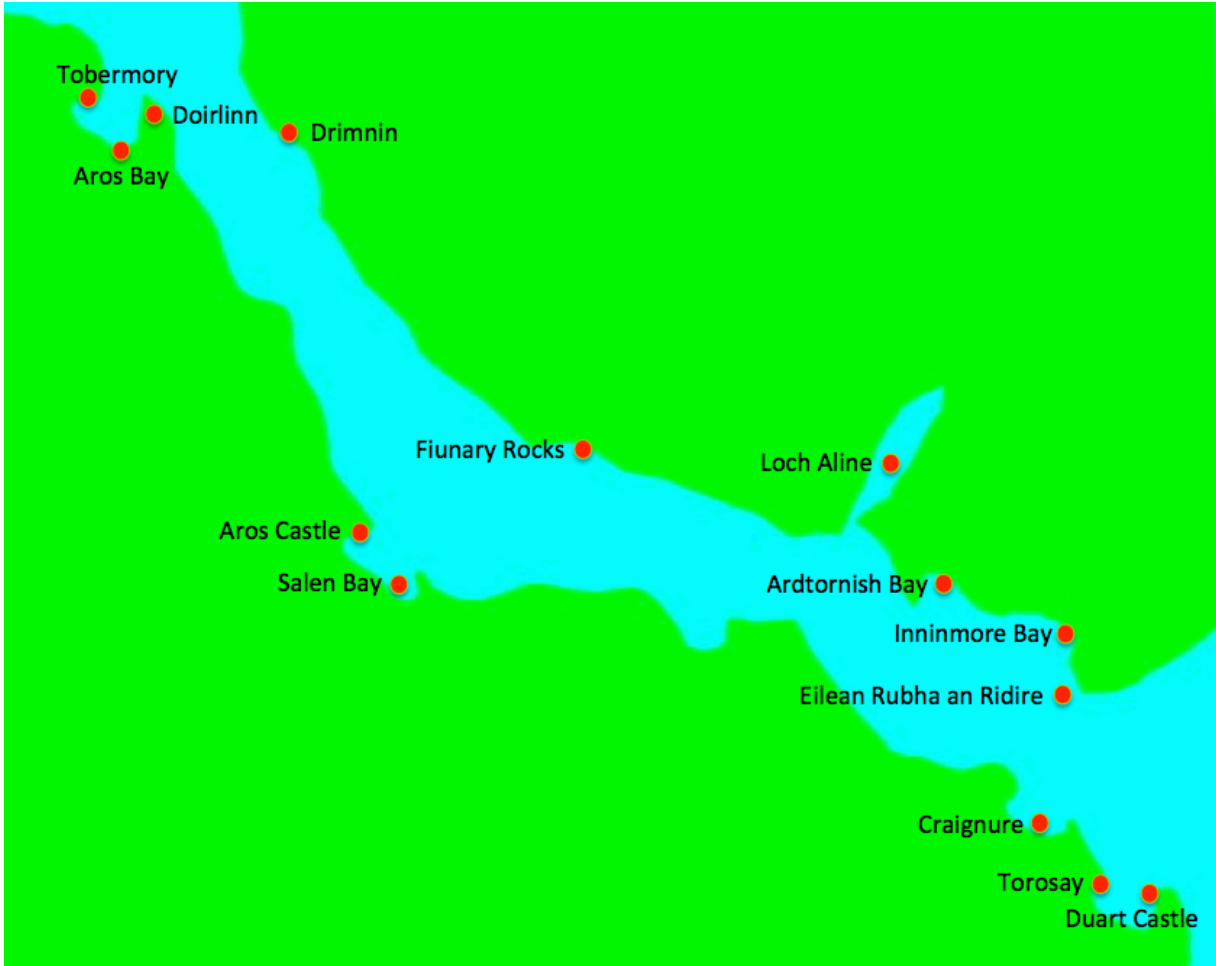 Tobermory
Doirlinn
Drimnin
Aros Bay
Fiunary Rocks
Loch Aline
Aros Castle
Salen Bay
Ardtornish Bay
Inninmore Bay
Eilean Rubha an Ridire
Craignure
Torosay
Duart Castle